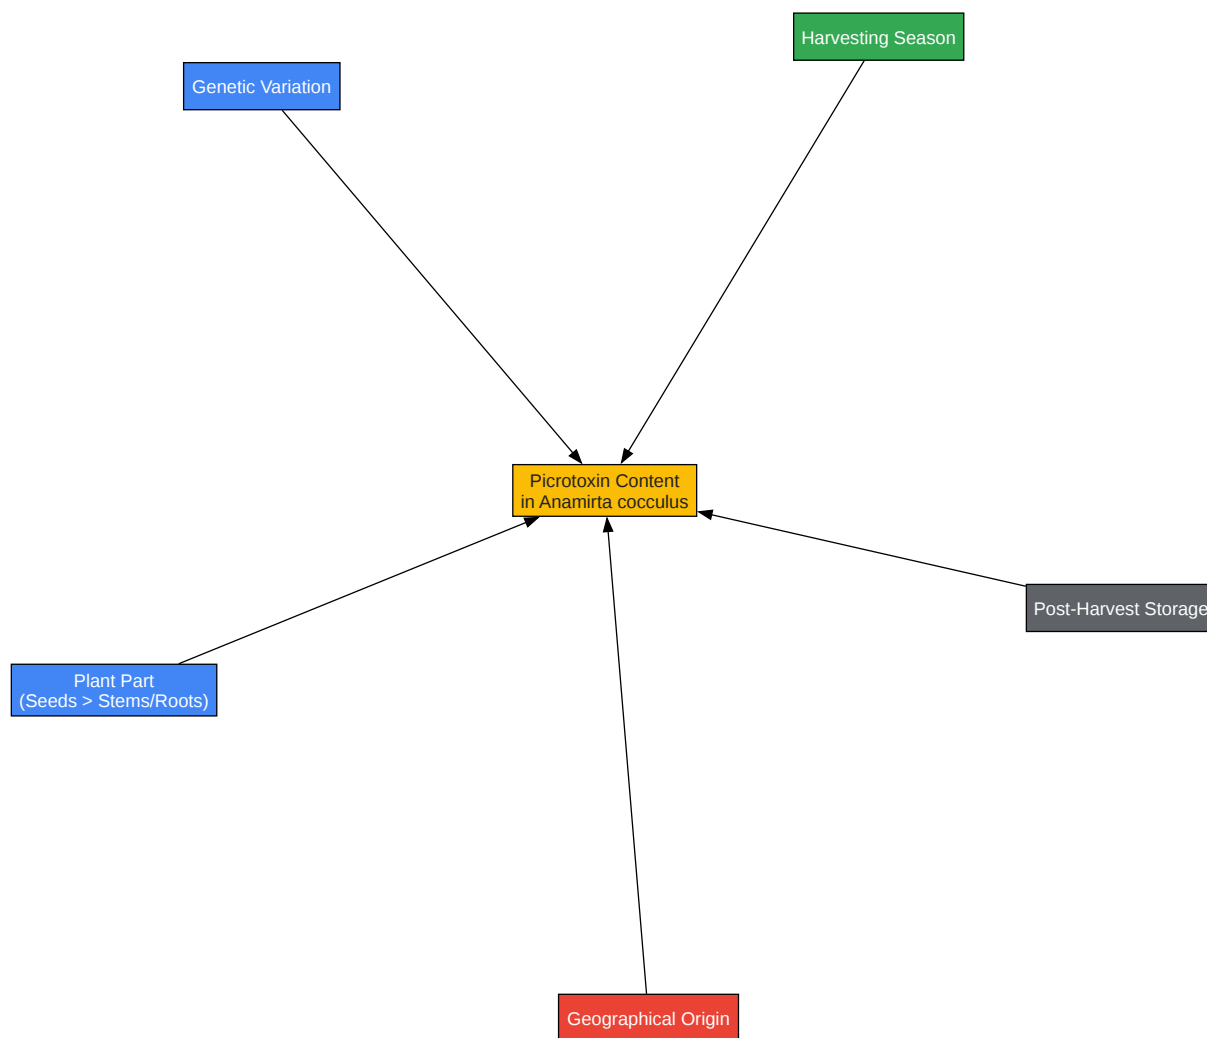 Harvesting Season
Genetic Variation
Picrotoxin Content
in Anamirta cocculus
Post-Harvest Storage
Plant Part
(Seeds > Stems/Roots)
Geographical Origin